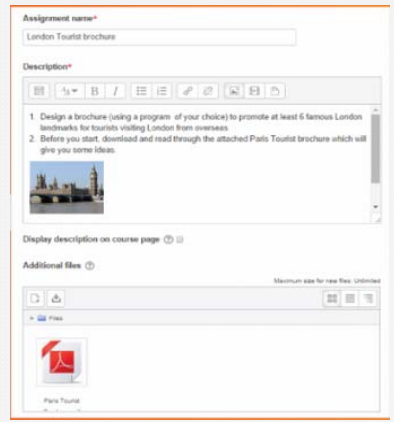 Assignment name*
London Tourist brochure
Description*
B I
1. Design a brochure (using a program of your choice) to promote at least 6 famous London
landmarks for tourists visiting London from overseas
2. Before you start, download and read through the attached Paris Tourist brochure which will
give you some ideas.
Display description on course page
Additional files
Maximum size for new files: Unlimited
Files
Paris Tourist